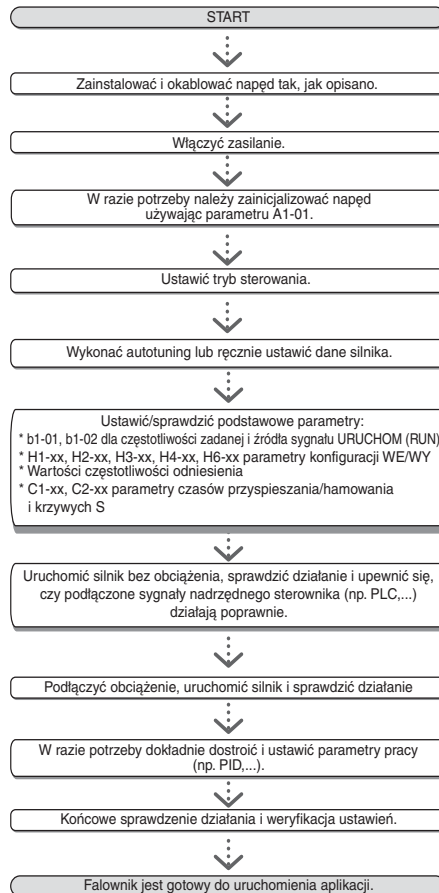 START
Zainstalować i okablować napęd tak, jak opisano.
Włączyć zasilanie.
W razie potrzeby należy zainicjalizować napęd
używając parametru A1-01.
Ustawić tryb sterowania.
Wykonać autotuning lub ręcznie ustawić dane silnika.
Ustawić/sprawdzić podstawowe parametry:
* b1-01, b1-02 dla częstotliwości zadanej i źródła sygnału URUCHOM (RUN)
* H1-xx, H2-xx, H3-xx, H4-xx, H6-xx parametry konfiguracji WE/WY
* Wartości częstotliwości odniesienia
* C1-xx, C2-xx parametry czasów przyspieszania/hamowania
i krzywych S
Uruchomić silnik bez obciążenia, sprawdzić działanie i upewnić się,
czy podłączone sygnały nadrzędnego sterownika (np. PLC,...)
działają poprawnie.
Podłączyć obciążenie, uruchomić silnik i sprawdzić działanie
W razie potrzeby dokładnie dostroić i ustawić parametry pracy
(np. PID,...).
Końcowe sprawdzenie działania i weryfikacja ustawień.
Falownik jest gotowy do uruchomienia aplikacji.